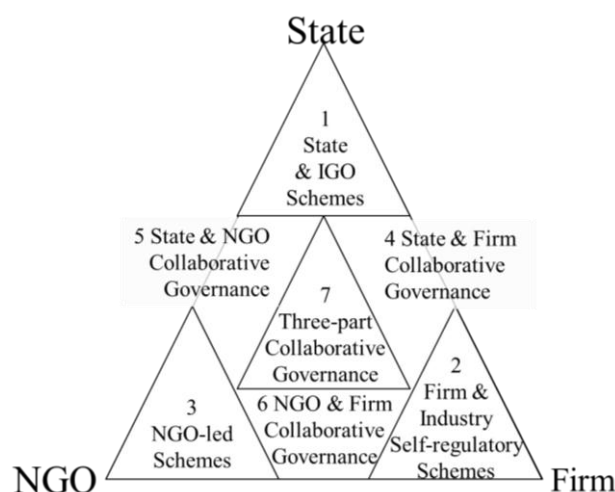 State
1
State
& IGO
Schemes
5 State & NGO
Collaborative
Governance
4 State & Firm
Collaborative
Governance
7
Three-part
Collaborative
Governance
3
NGO-led
Schemes
6 NGO & Firm
Collaborative
Governance
2
Firm &
Industry
Self-regulatory
Schemes
NGO
Firm